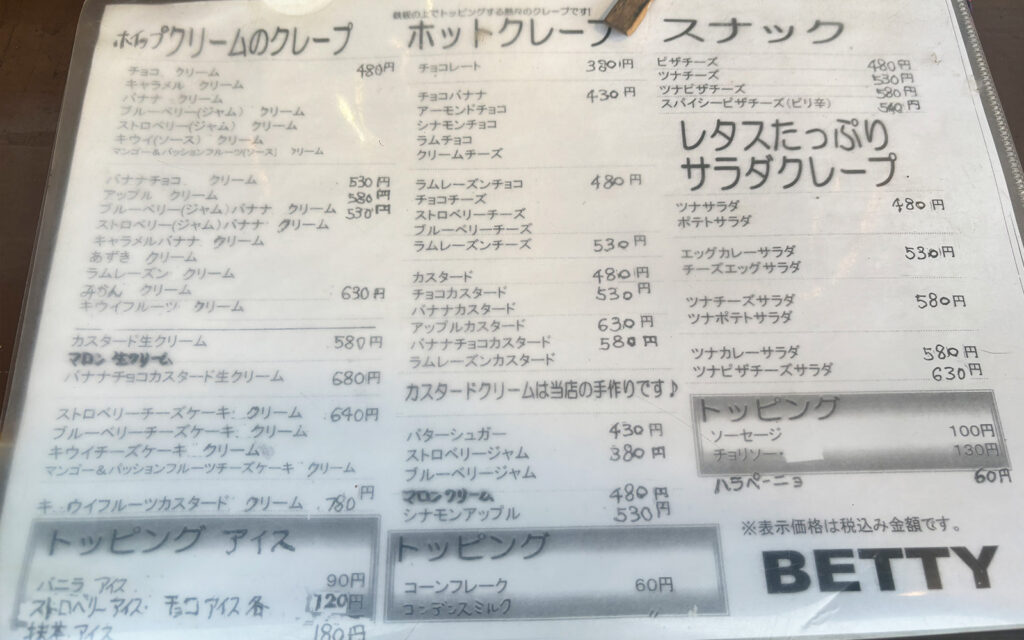 ホイップクリームのクレープ
チョコ クリーム 480円
キャラメル クリーム
バナナ クリーム
ブルーベリー(ジャム) クリーム
ストロベリー(ジャム) クリーム
キウイ(ソース) クリーム
マンゴー&パッションフルーツ(ソース) クリーム
バナナチョコ クリーム 530円
アップル クリーム 580円
ブルーベリー(ジャム)バナナ クリーム 530円
ストロベリー(ジャム)バナナ クリーム
キャラメルバナナ クリーム
あずき クリーム
ラムレーズン クリーム
みかん クリーム 630円
キウイフルーツ クリーム
カスタード生クリーム 580円
マロン 生クリーム
バナナチョコカスタード生クリーム 680円
ストロベリーチーズケーキ クリーム 640円
ブルーベリーチーズケーキ クリーム
キウイチーズケーキ クリーム
マンゴー&パッションフルーツチーズケーキ クリーム
キウイフルーツカスタード クリーム 780円
トッピング アイス
バニラ アイス 90円
ストロベリーアイス・チョコアイス各 120円
抹茶アイス 180円
鉄板の上でトッピングする熱々のクレープです!
ホットクレープ
チョコレート 380円
チョコバナナ 430円
アーモンドチョコ
シナモンチョコ
ラムチョコ
クリームチーズ
ラムレーズンチョコ 480円
チョコチーズ
ストロベリーチーズ
ブルーベリーチーズ
ラムレーズンチーズ 530円
カスタード 480円
チョコカスタード 530円
バナナカスタード
アップルカスタード 630円
バナナチョコカスタード 580円
ラムレーズンカスタード
カスタードクリームは当店の手作りです♪
バターシュガー 430円
ストロベリージャム 380円
ブルーベリージャム
マロンクリーム 480円
シナモンアップル 530円
トッピング
コーンフレーク 60円
コンデンスミルク 〃
スナック
ピザチーズ 480円
ツナチーズ 530円
ツナピザチーズ 580円
スパイシーピザチーズ(ピリ辛) 540円
レタスたっぷり
サラダクレープ
ツナサラダ 480円
ポテトサラダ
エッグカレーサラダ 530円
チーズエッグサラダ
ツナチーズサラダ 580円
ツナポテトサラダ
ツナカレーサラダ 580円
ツナピザチーズサラダ 630円
トッピング
ソーセージ 100円
チョリソー 130円
ハラペーニョ 60円
※表示価格は税込み金額です。
BETTY